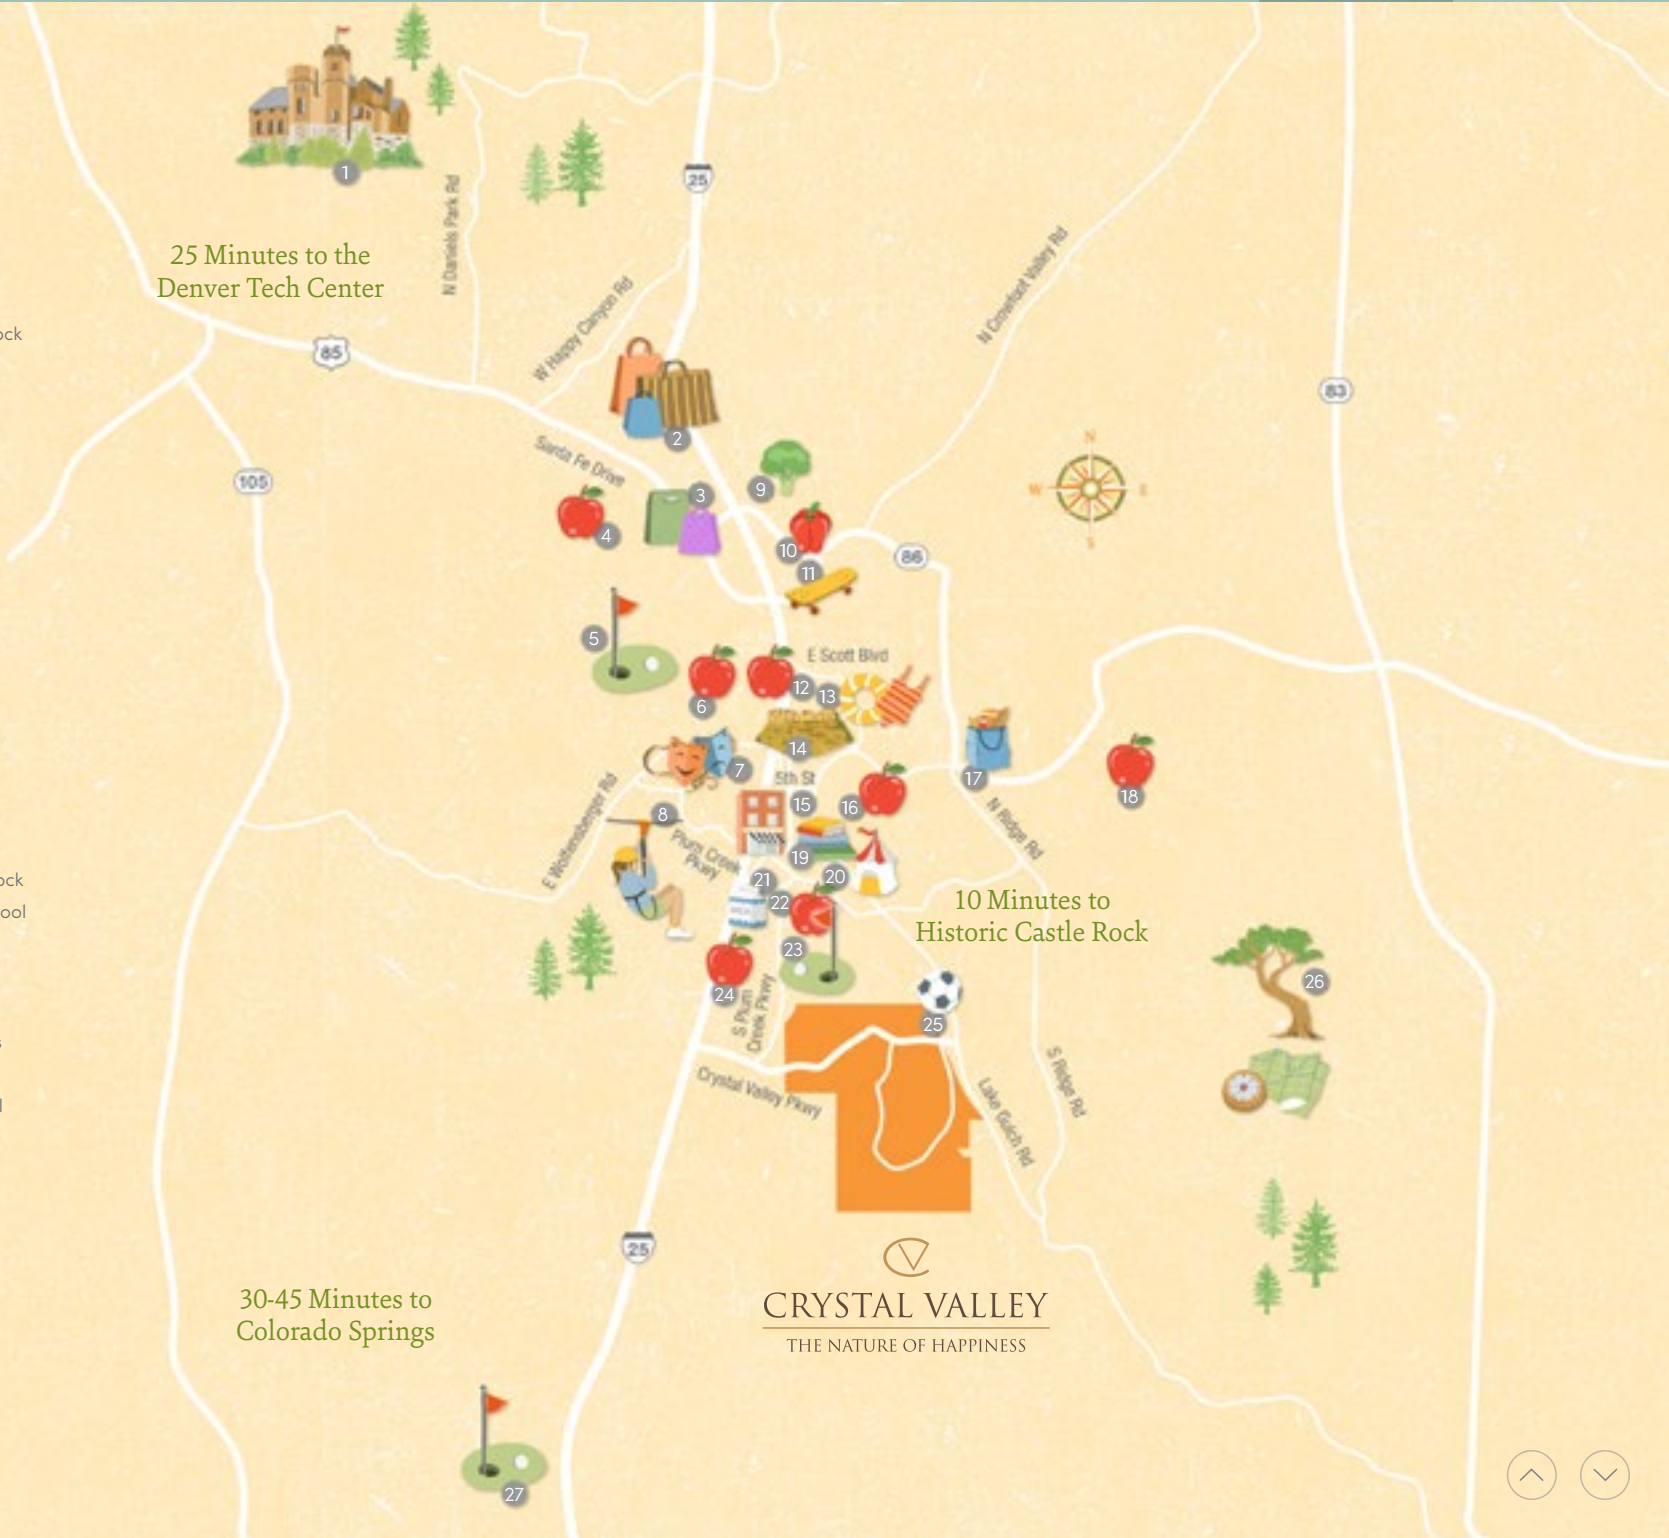 1
N Daniels Park Rd
25
25 Minutes to the
Denver Tech Center
ock
85
W Happy Canyon Rd
N Crowfoot Valley Rd
83
2
Santa Fe Drive
105
3
4
9
10
11
86
N
W
E
S
5
E Scott Blvd
6
12
13
14
7
5th St
15
16
17
18
8
E Wolfensberger Rd
Plum Creek
Pkwy
N Ridge Rd
19
20
21
22
ock
ool
10 Minutes to
Historic Castle Rock
23
24
S Plum
Creek Pkwy
25
26
s
l
Crystal Valley Pkwy
Lake Gulch Rd
S Ridge Rd
25
CV
CRYSTAL VALLEY
THE NATURE OF HAPPINESS
30-45 Minutes to
Colorado Springs
27